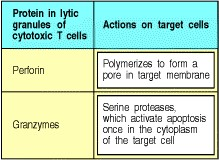 Protein in lytic
granules of
cytotoxic T cells
Actions on target cells
Perforin
Polymerizes to form a
pore in target membrane
Granzymes
Serine proteases,
which activate apoptosis
once in the cytoplasm
of the target cell